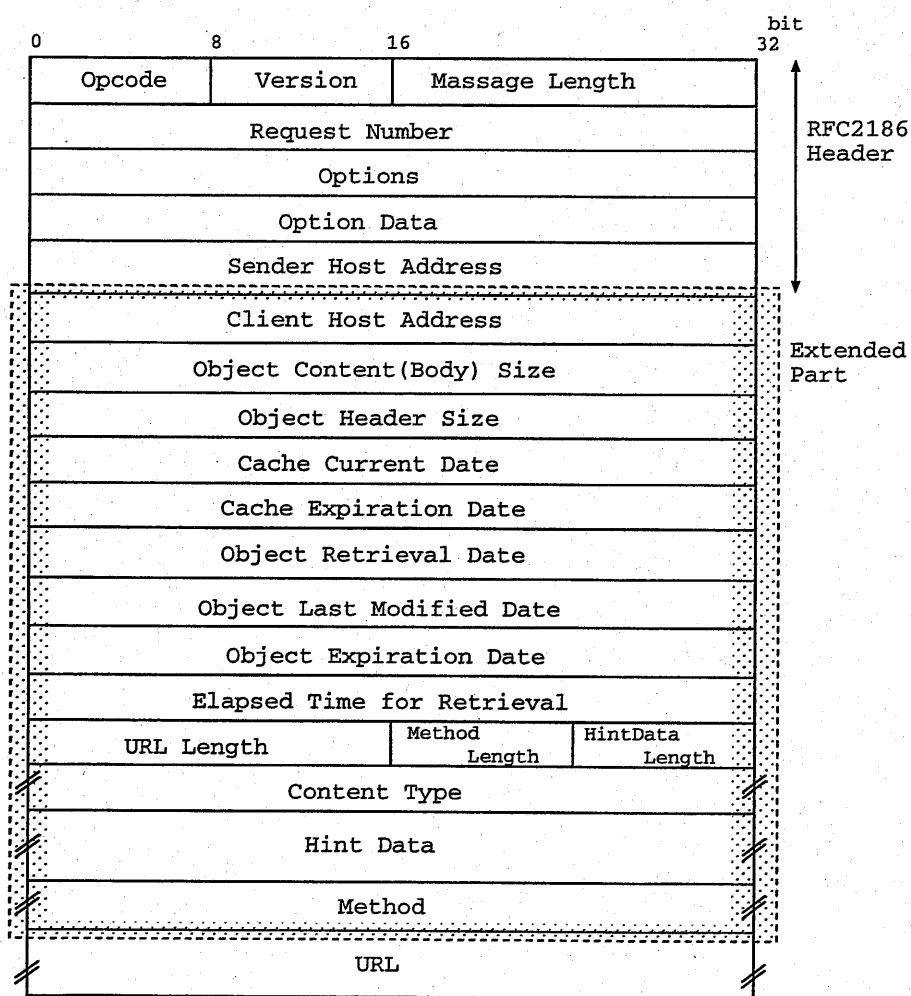 bit
0 8 16 32
Opcode Version Massage Length
Request Number
RFC2186
Header
Options
Option Data
Sender Host Address
Client Host Address
Extended
Part
Object Content(Body) Size
Object Header Size
Cache Current Date
Cache Expiration Date
Object Retrieval Date
Object Last Modified Date
Object Expiration Date
Elapsed Time for Retrieval
URL Length Method Length HintData Length
Content Type
Hint Data
Method
URL